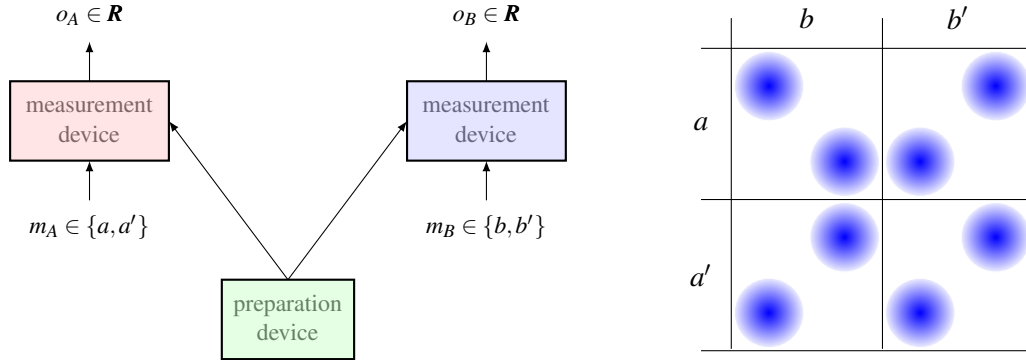 o_A ∈ R
o_B ∈ R
measurement
device
measurement
device
m_A ∈ {a, a′}
m_B ∈ {b, b′}
preparation
device
b b′
a
a′